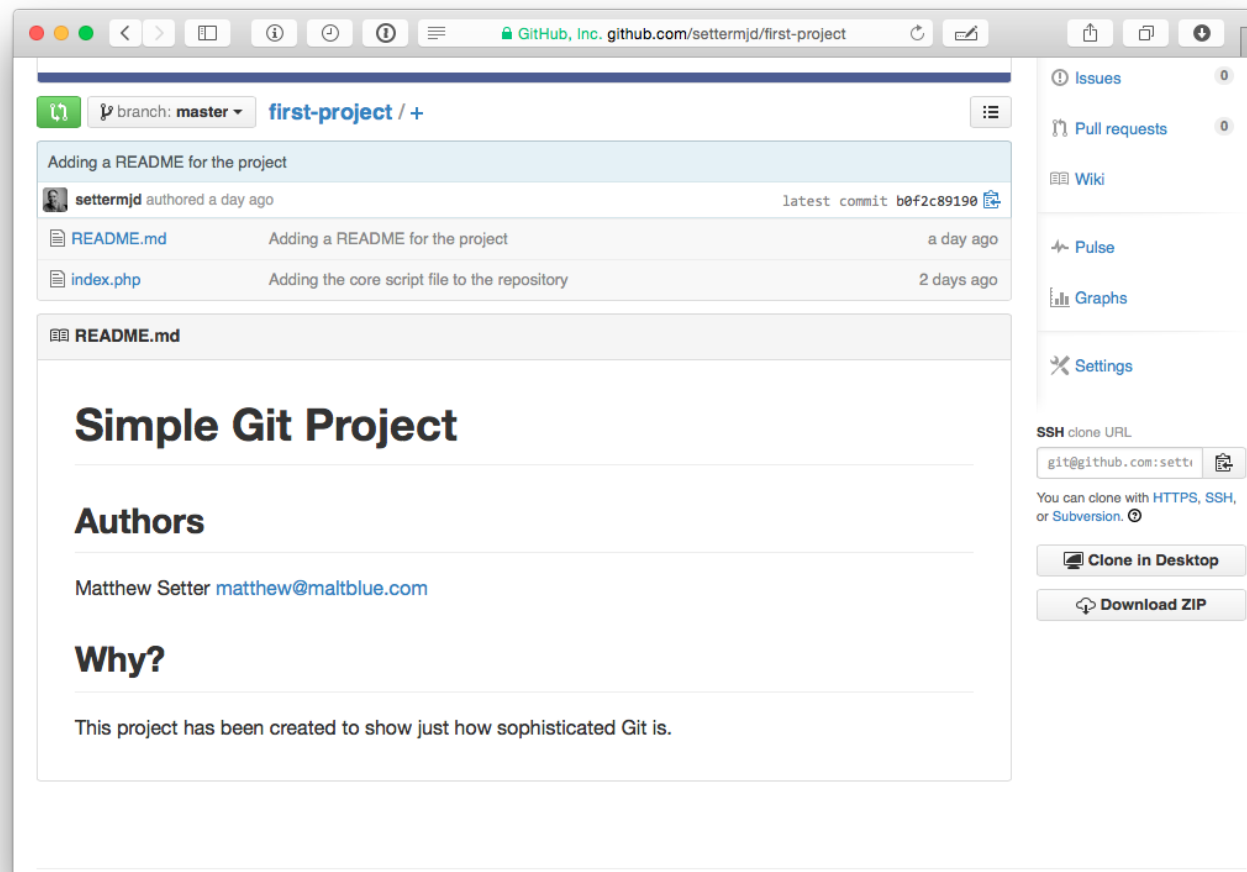 GitHub, Inc. github.com/settermjd/first-project
branch: master
first-project / +
Adding a README for the project
settermjd authored a day ago
latest commit b0f2c89190
README.md Adding a README for the project a day ago
index.php Adding the core script file to the repository 2 days ago
README.md
Simple Git Project
Authors
Matthew Setter matthew@maltblue.com
Why?
This project has been created to show just how sophisticated Git is.
Issues 0
Pull requests 0
Wiki
Pulse
Graphs
Settings
SSH clone URL
git@github.com:sett
You can clone with HTTPS, SSH,
or Subversion.
Clone in Desktop
Download ZIP